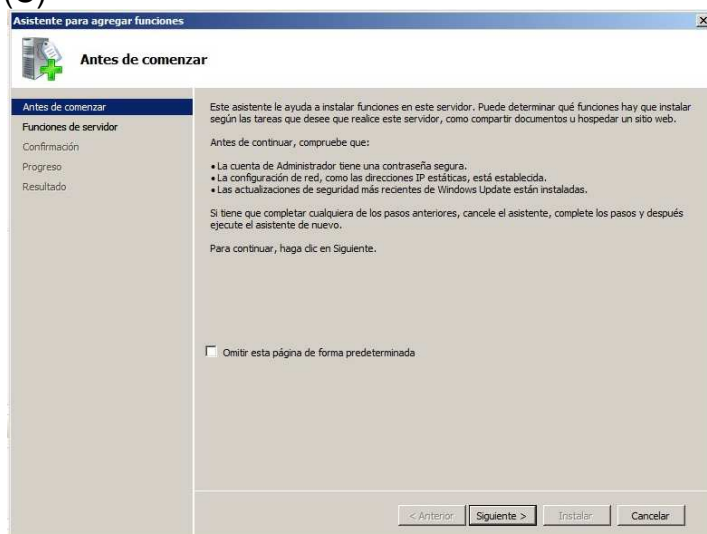 Asistente para agregar funciones
Antes de comenzar
Antes de comenzar
Funciones de servidor
Confirmación
Progreso
Resultado
Este asistente le ayuda a instalar funciones en este servidor. Puede determinar qué funciones hay que instalar
según las tareas que desee que realice este servidor, como compartir documentos u hospedar un sitio web.
Antes de continuar, compruebe que:
• La cuenta de Administrador tiene una contraseña segura.
• La configuración de red, como las direcciones IP estáticas, está establecida.
• Las actualizaciones de seguridad más recientes de Windows Update están instaladas.
Si tiene que completar cualquiera de los pasos anteriores, cancele el asistente, complete los pasos y después
ejecute el asistente de nuevo.
Para continuar, haga clic en Siguiente.
Omitir esta página de forma predeterminada
< Anterior Siguiente > Instalar Cancelar